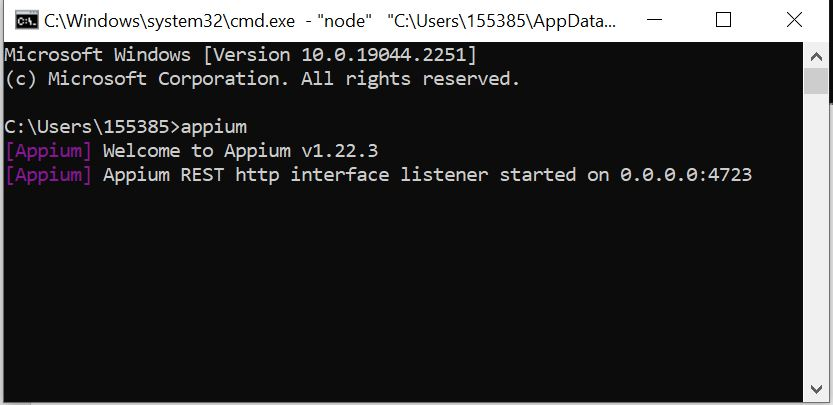 C:\Windows\system32\cmd.exe - "node" "C:\Users\155385\AppData...
Microsoft Windows [Version 10.0.19044.2251]
(c) Microsoft Corporation. All rights reserved.
C:\Users\155385>appium
[Appium] Welcome to Appium v1.22.3
[Appium] Appium REST http interface listener started on 0.0.0.0:4723